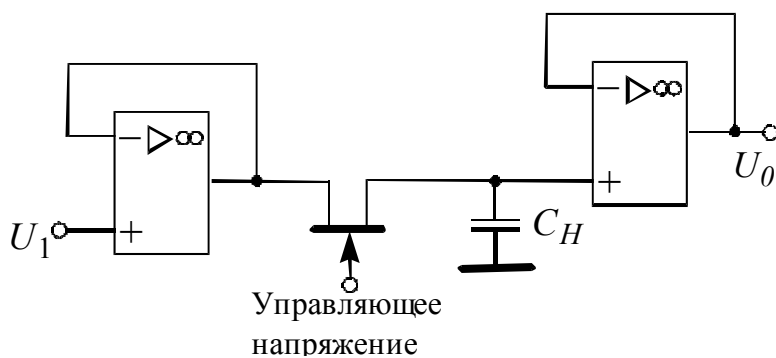 − ▷ ∞
+
U1
− ▷ ∞
+
U0
CH
Управляющее
напряжение